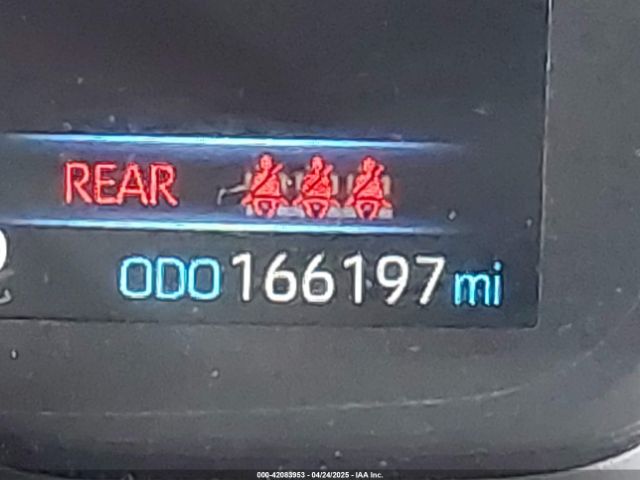 REAR
ODO 166197 mi
000-42083953 - 04/24/2025 - IAA Inc.